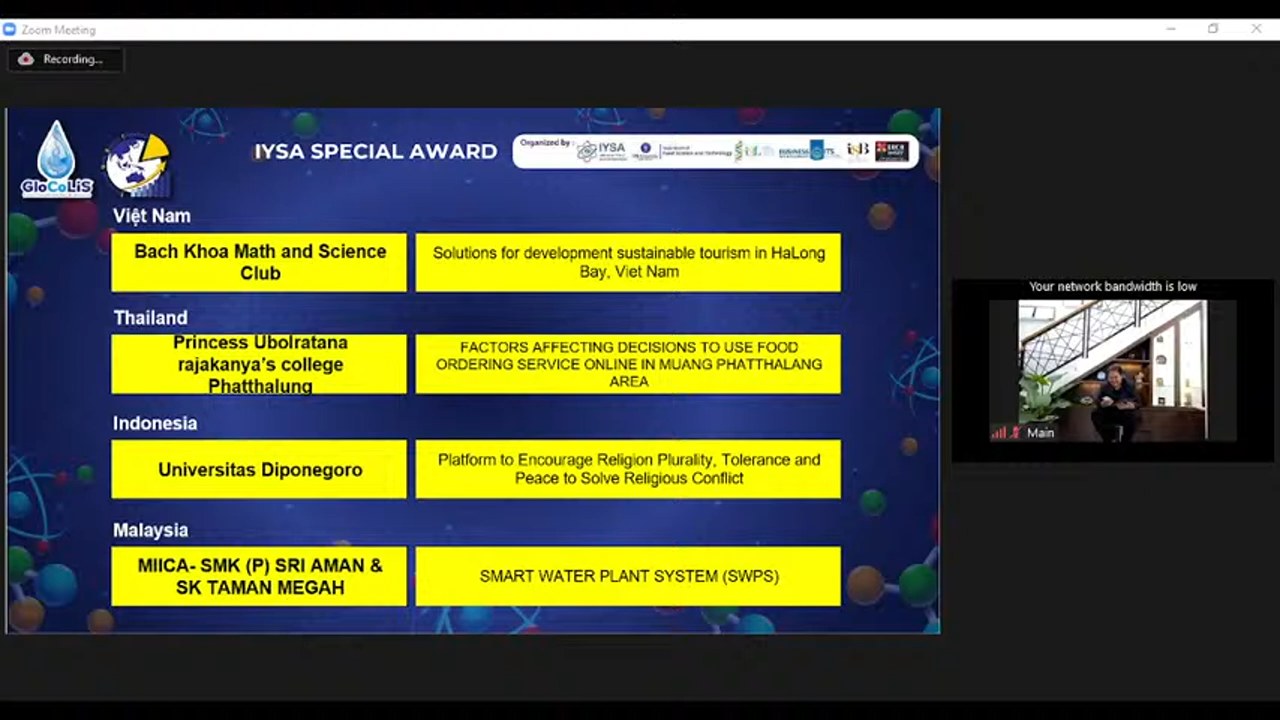 Zoom Meeting
Recording...
GloCoLiS
IYSA SPECIAL AWARD
Organized by :
IYSA
Việt Nam
Bach Khoa Math and Science
Club
Solutions for development sustainable tourism in HaLong
Bay, Viet Nam
Thailand
Princess Ubolratana
rajakanya's college
Phatthalung
FACTORS AFFECTING DECISIONS TO USE FOOD
ORDERING SERVICE ONLINE IN MUANG PHATTHALANG
AREA
Indonesia
Universitas Diponegoro
Platform to Encourage Religion Plurality, Tolerance and
Peace to Solve Religious Conflict
Malaysia
MIICA- SMK (P) SRI AMAN &
SK TAMAN MEGAH
SMART WATER PLANT SYSTEM (SWPS)
Your network bandwidth is low
Main